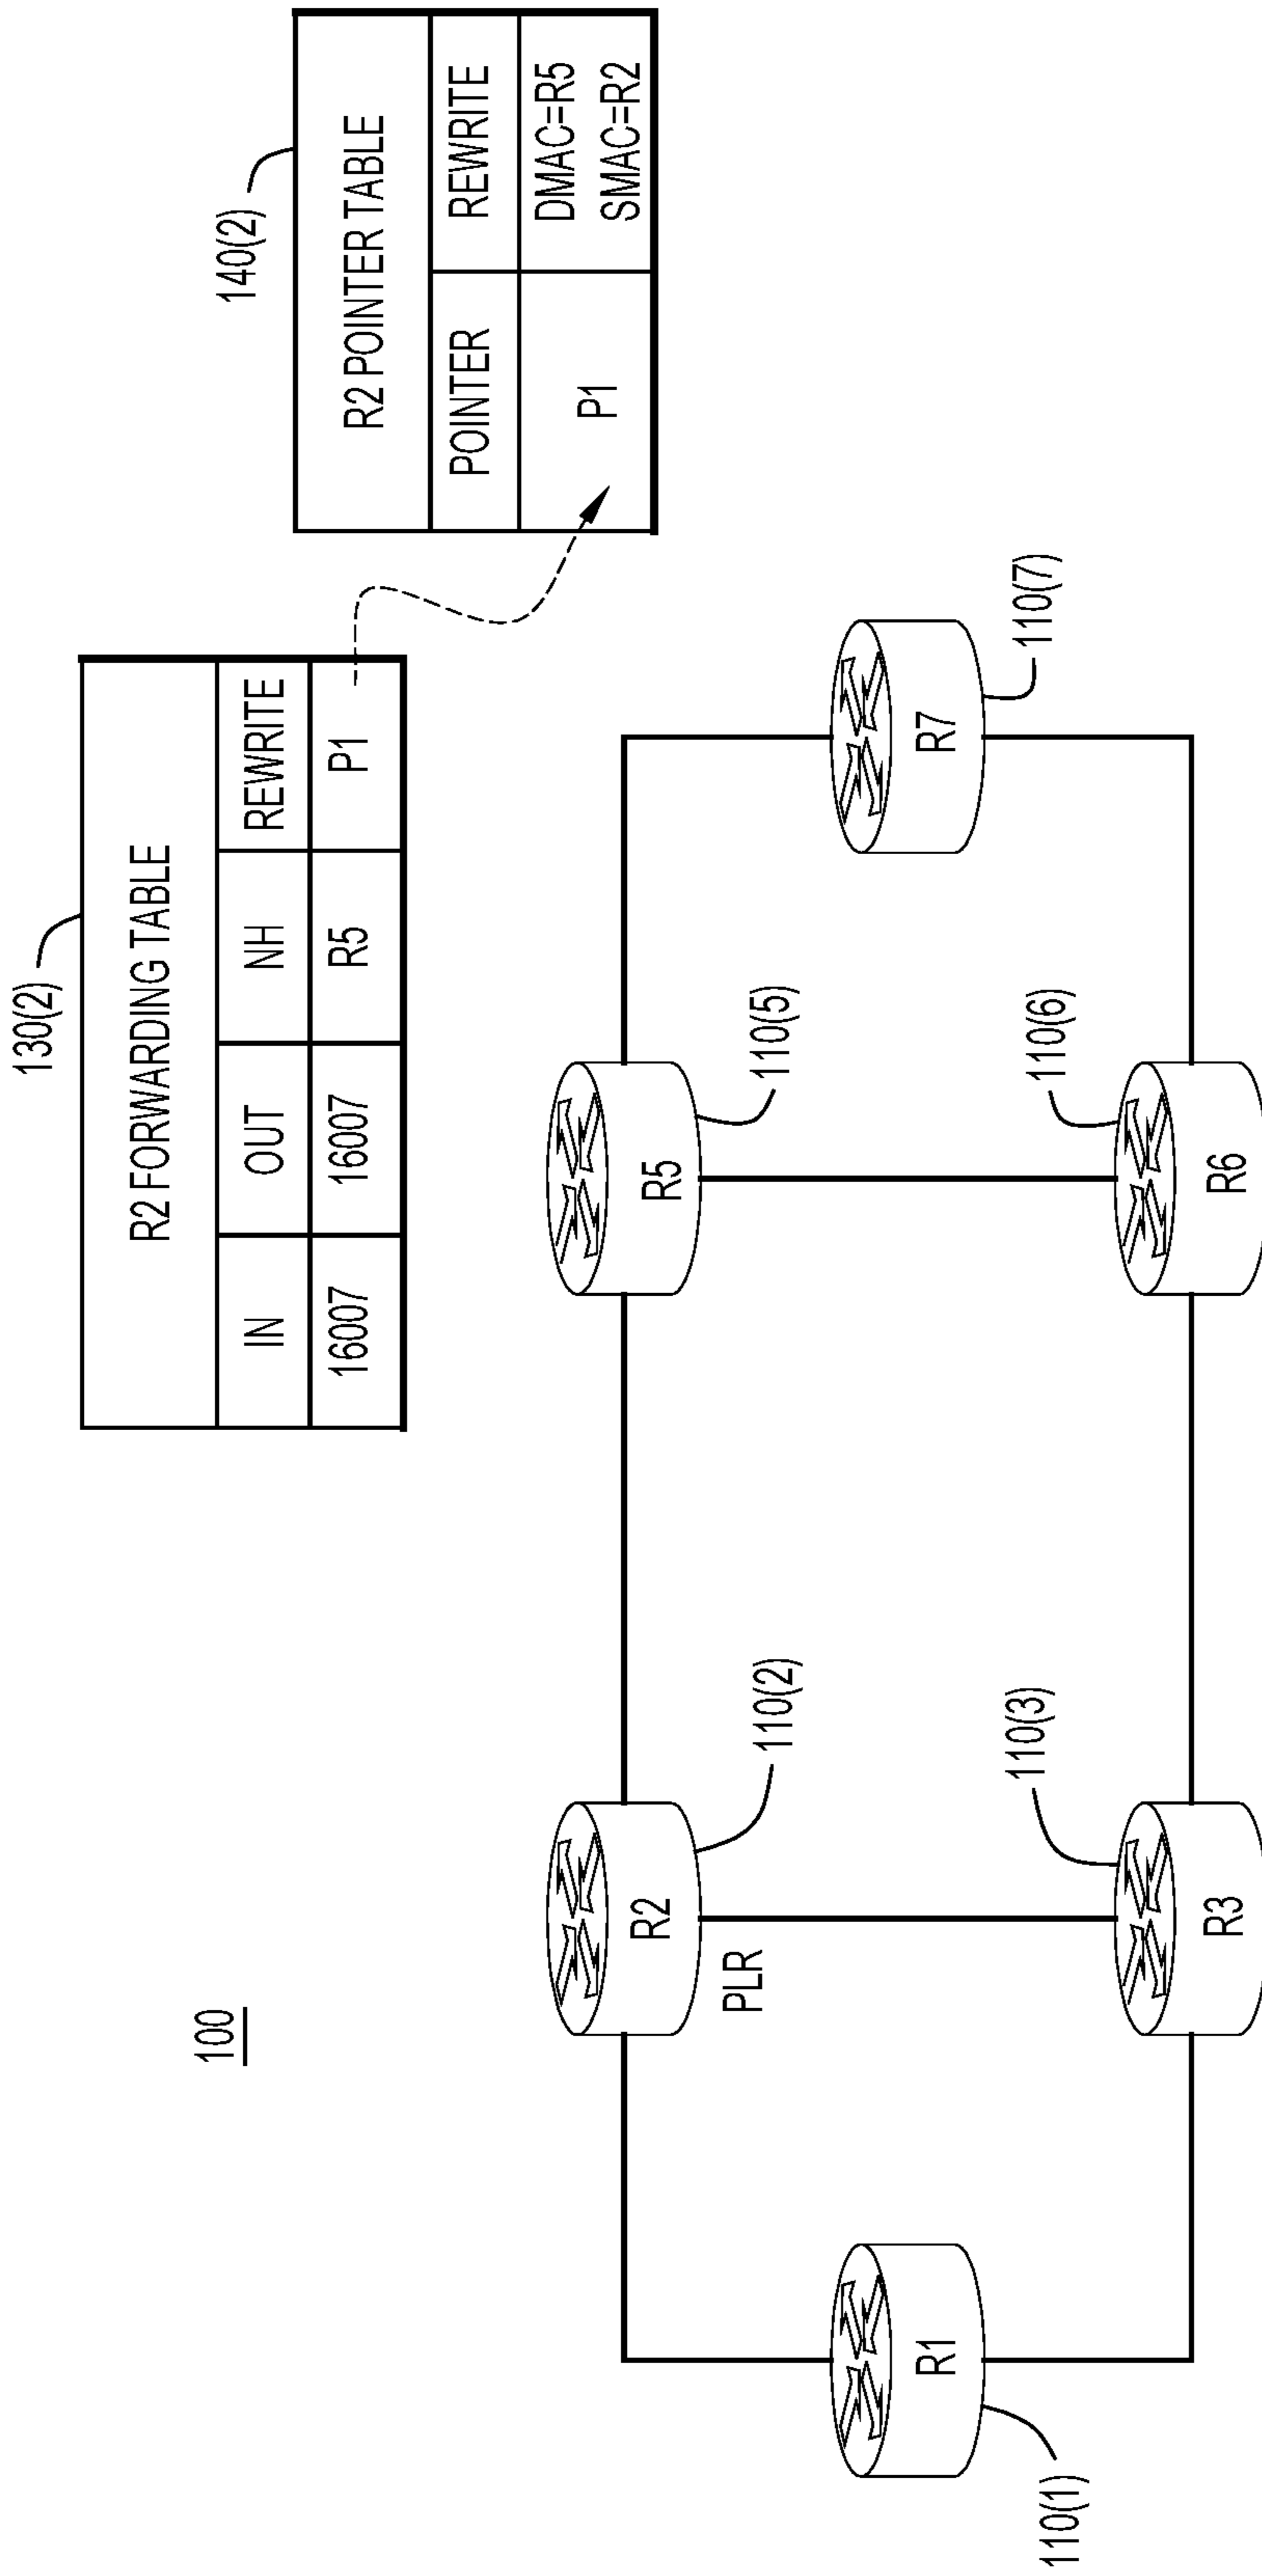 100
130(2)
R2 FORWARDING TABLE
IN OUT NH REWRITE
16007 16007 R5 P1
140(2)
R2 POINTER TABLE
POINTER REWRITE
P1 DMAC=R5
SMAC=R2
R2
PLR
110(2)
R5
110(5)
R1
110(1)
R7
110(7)
110(3)
R3
110(6)
R6